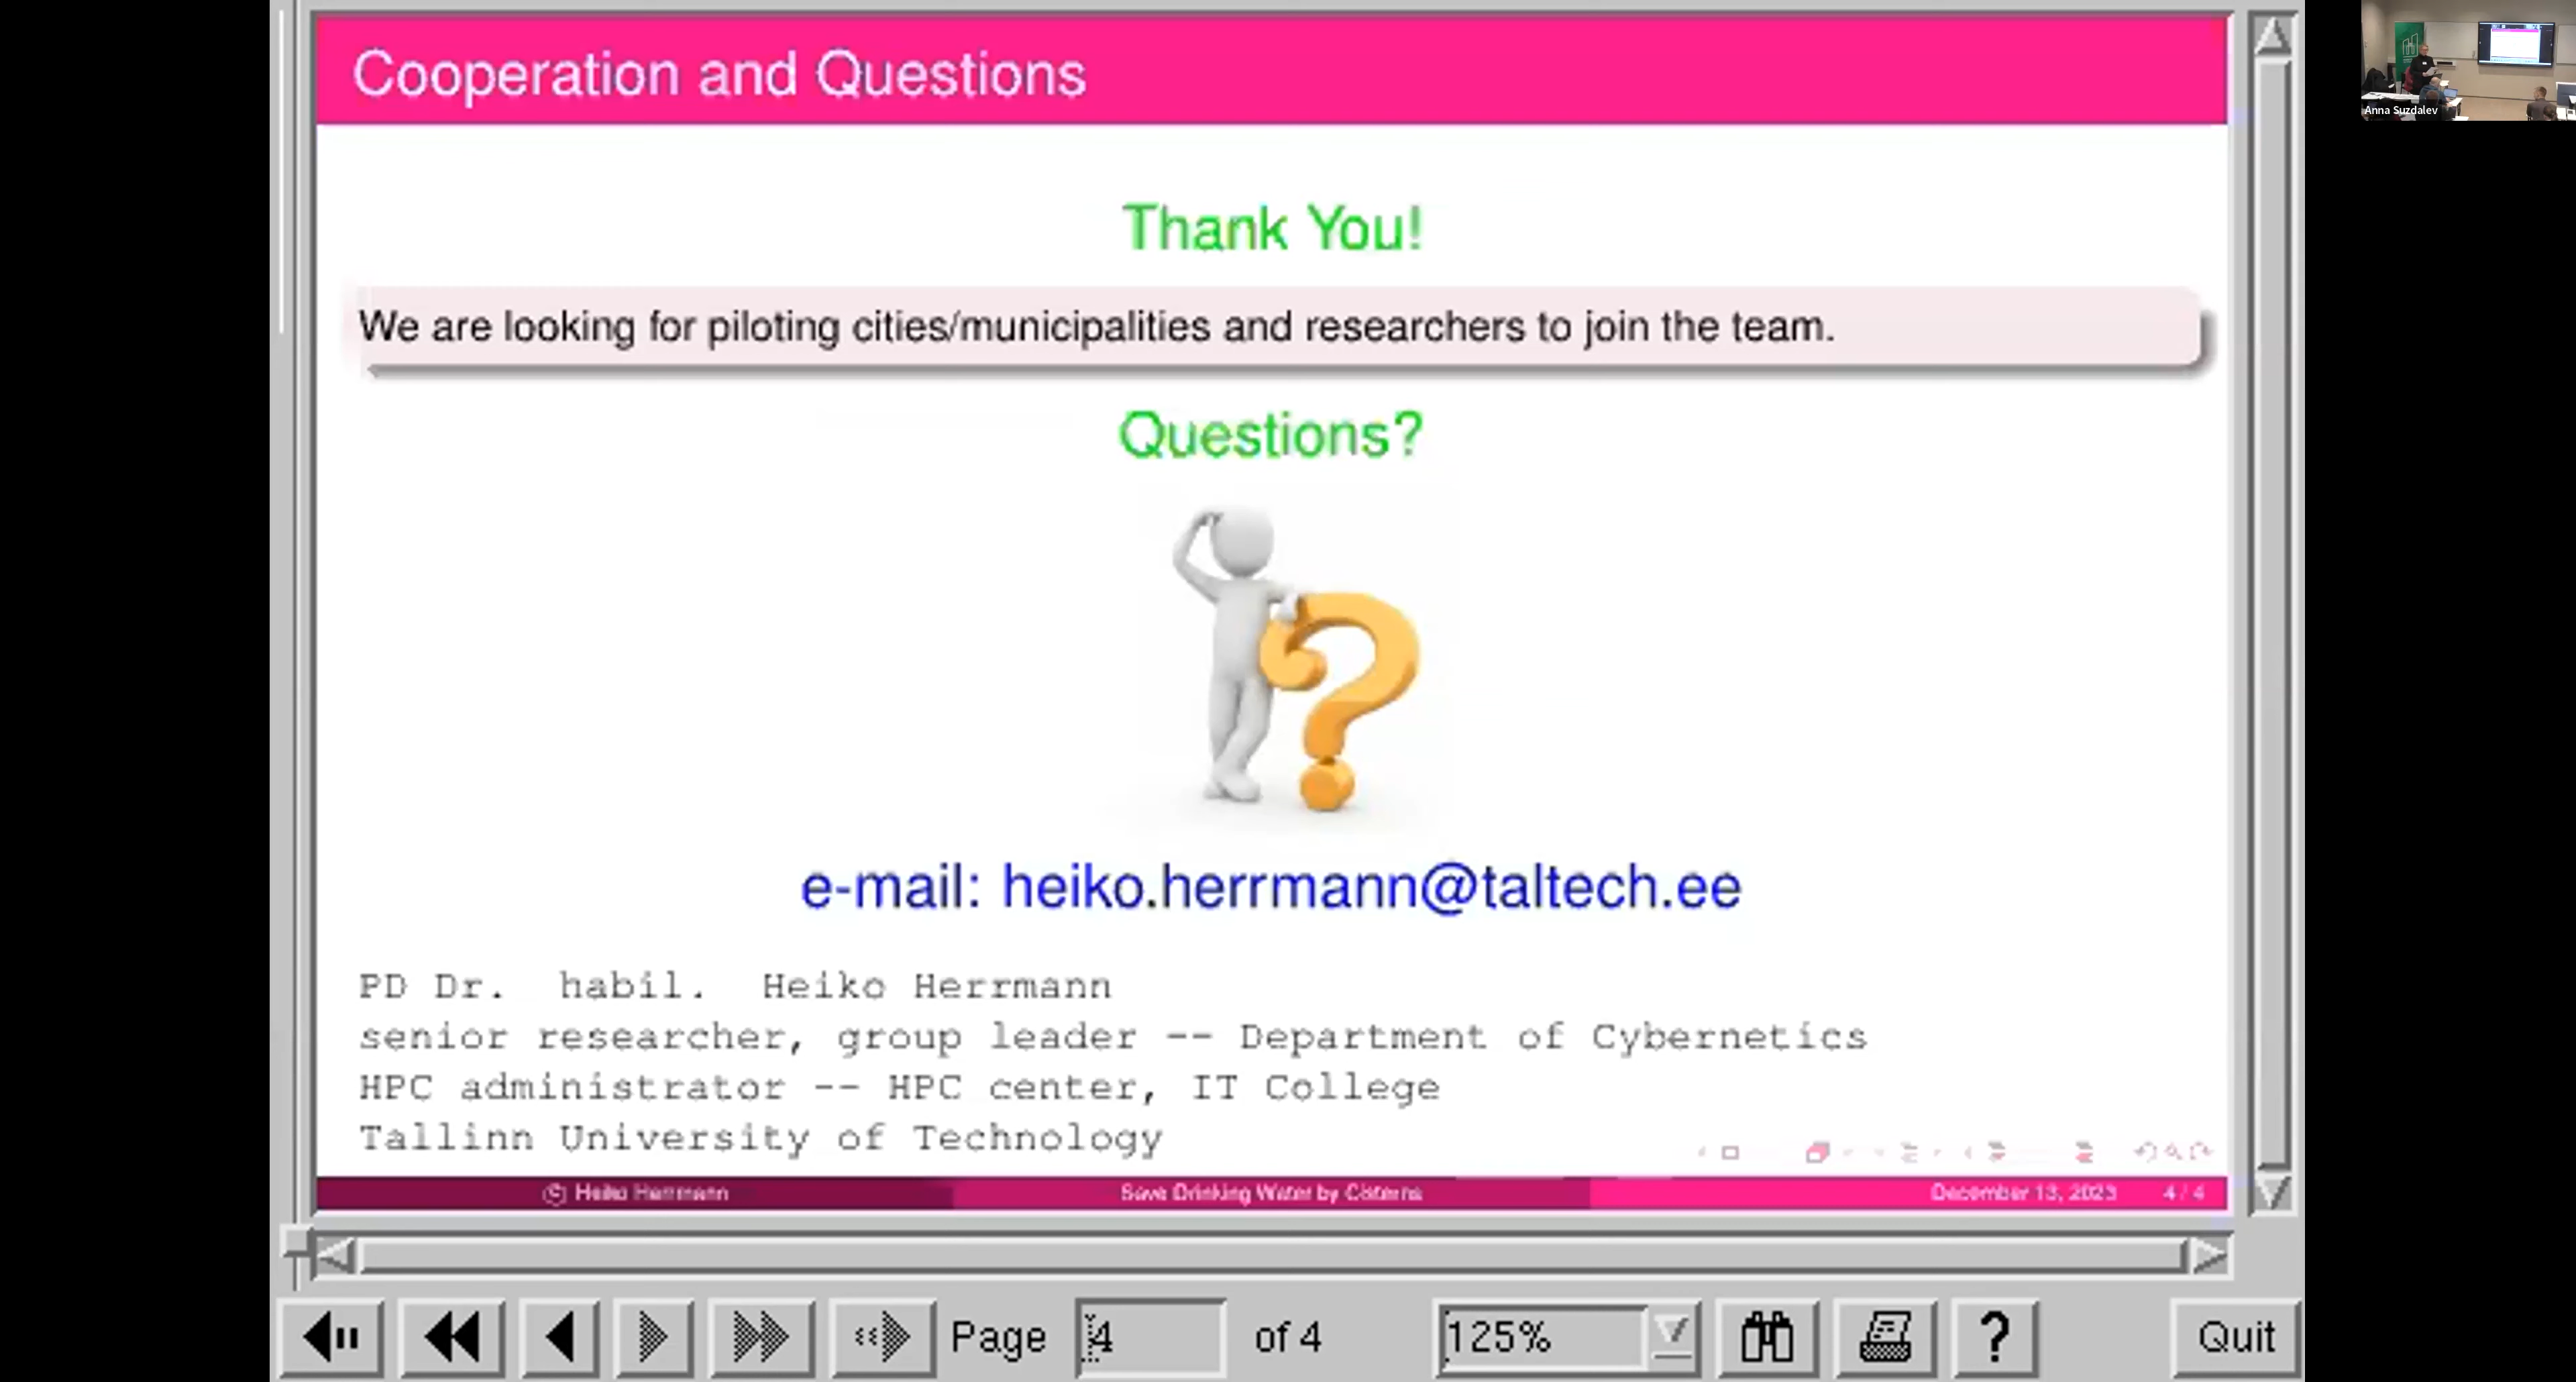 Cooperation and Questions
Anna Suzdalev
Thank You!
We are looking for piloting cities/municipalities and researchers to join the team.
Questions?
e-mail: heiko.herrmann@taltech.ee
PD Dr. habil. Heiko Herrmann
senior researcher, group leader -- Department of Cybernetics
HPC administrator -- HPC center, IT College
Tallinn University of Technology
© Heiko Herrmann Save Drinking Water by Cisterns December 13, 2023 4 / 4
Page 4 of 4 125% ? Quit